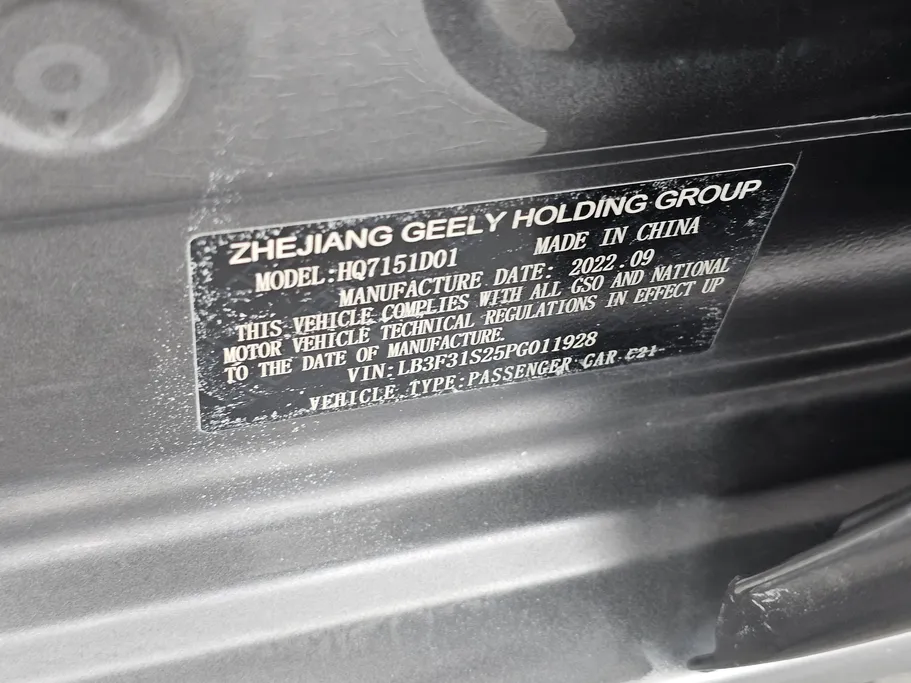 ZHEJIANG GEELY HOLDING GROUP
MODEL:HQ7151D01 MADE IN CHINA
MANUFACTURE DATE: 2022.09
THIS VEHICLE COMPLIES WITH ALL GSO AND NATIONAL
MOTOR VEHICLE TECHNICAL REGULATIONS IN EFFECT UP
TO THE DATE OF MANUFACTURE.
VIN:LB3F31S25PG011928
VEHICLE TYPE:PASSENGER CAR E21